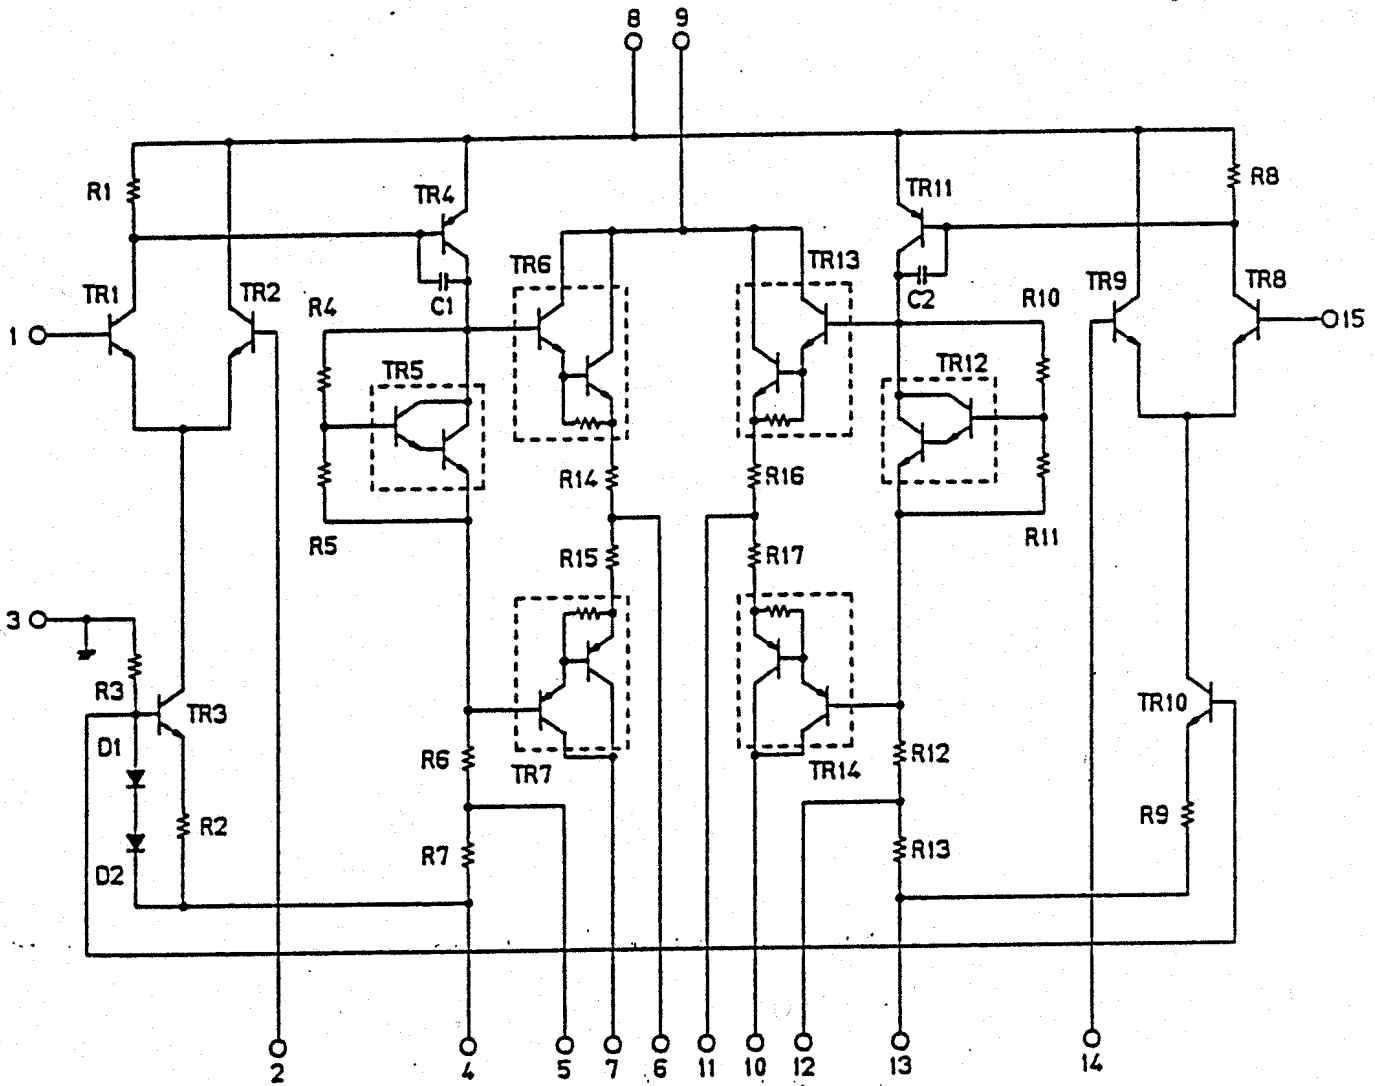 8 9
R1 TR4 TR11 R8
TR1 TR2 R4 C1 TR6 TR13 C2 R10 TR9 TR8
1 15
TR5 TR12
R14 R16
R5 R15 R17 R11
3
R3 TR3 TR10
D1 R6 TR7 TR14 R12
R2 R9
D2 R7 R13
2 4 5 7 6 11 10 12 13 14